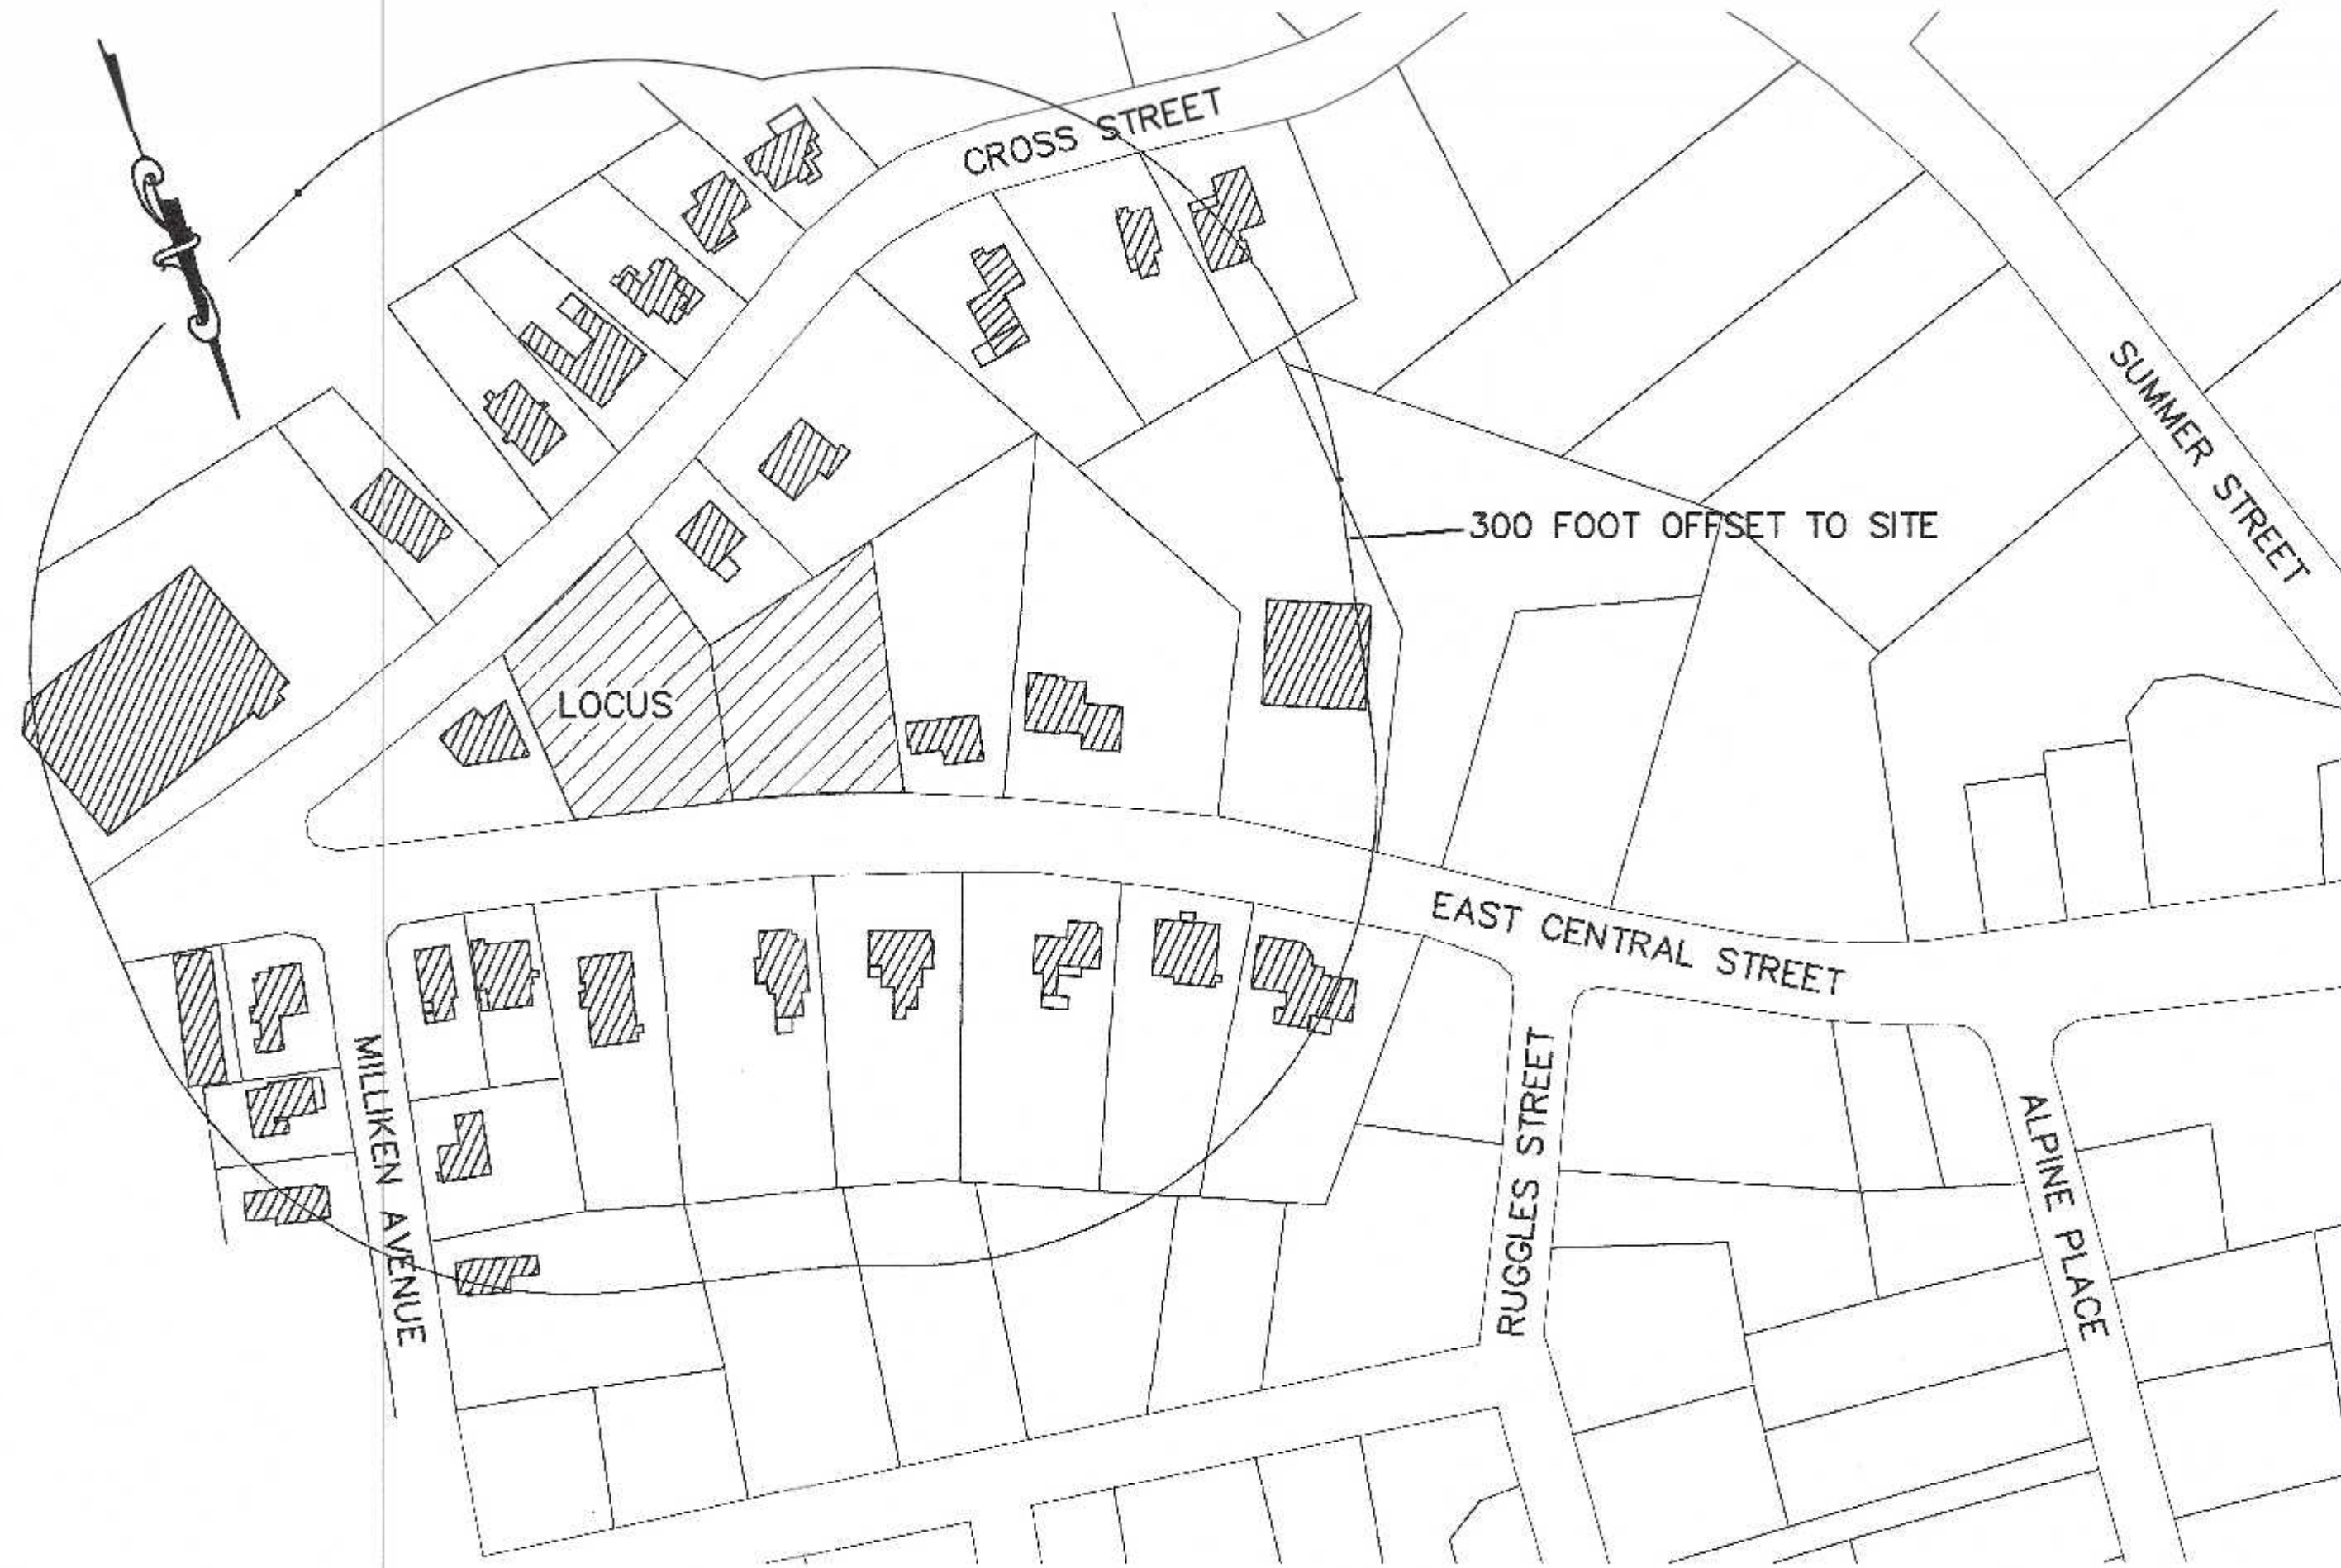 CROSS STREET
SUMMER STREET
300 FOOT OFFSET TO SITE
LOCUS
EAST CENTRAL STREET
MILLIKEN AVENUE
RUGGLES STREET
ALPINE PLACE